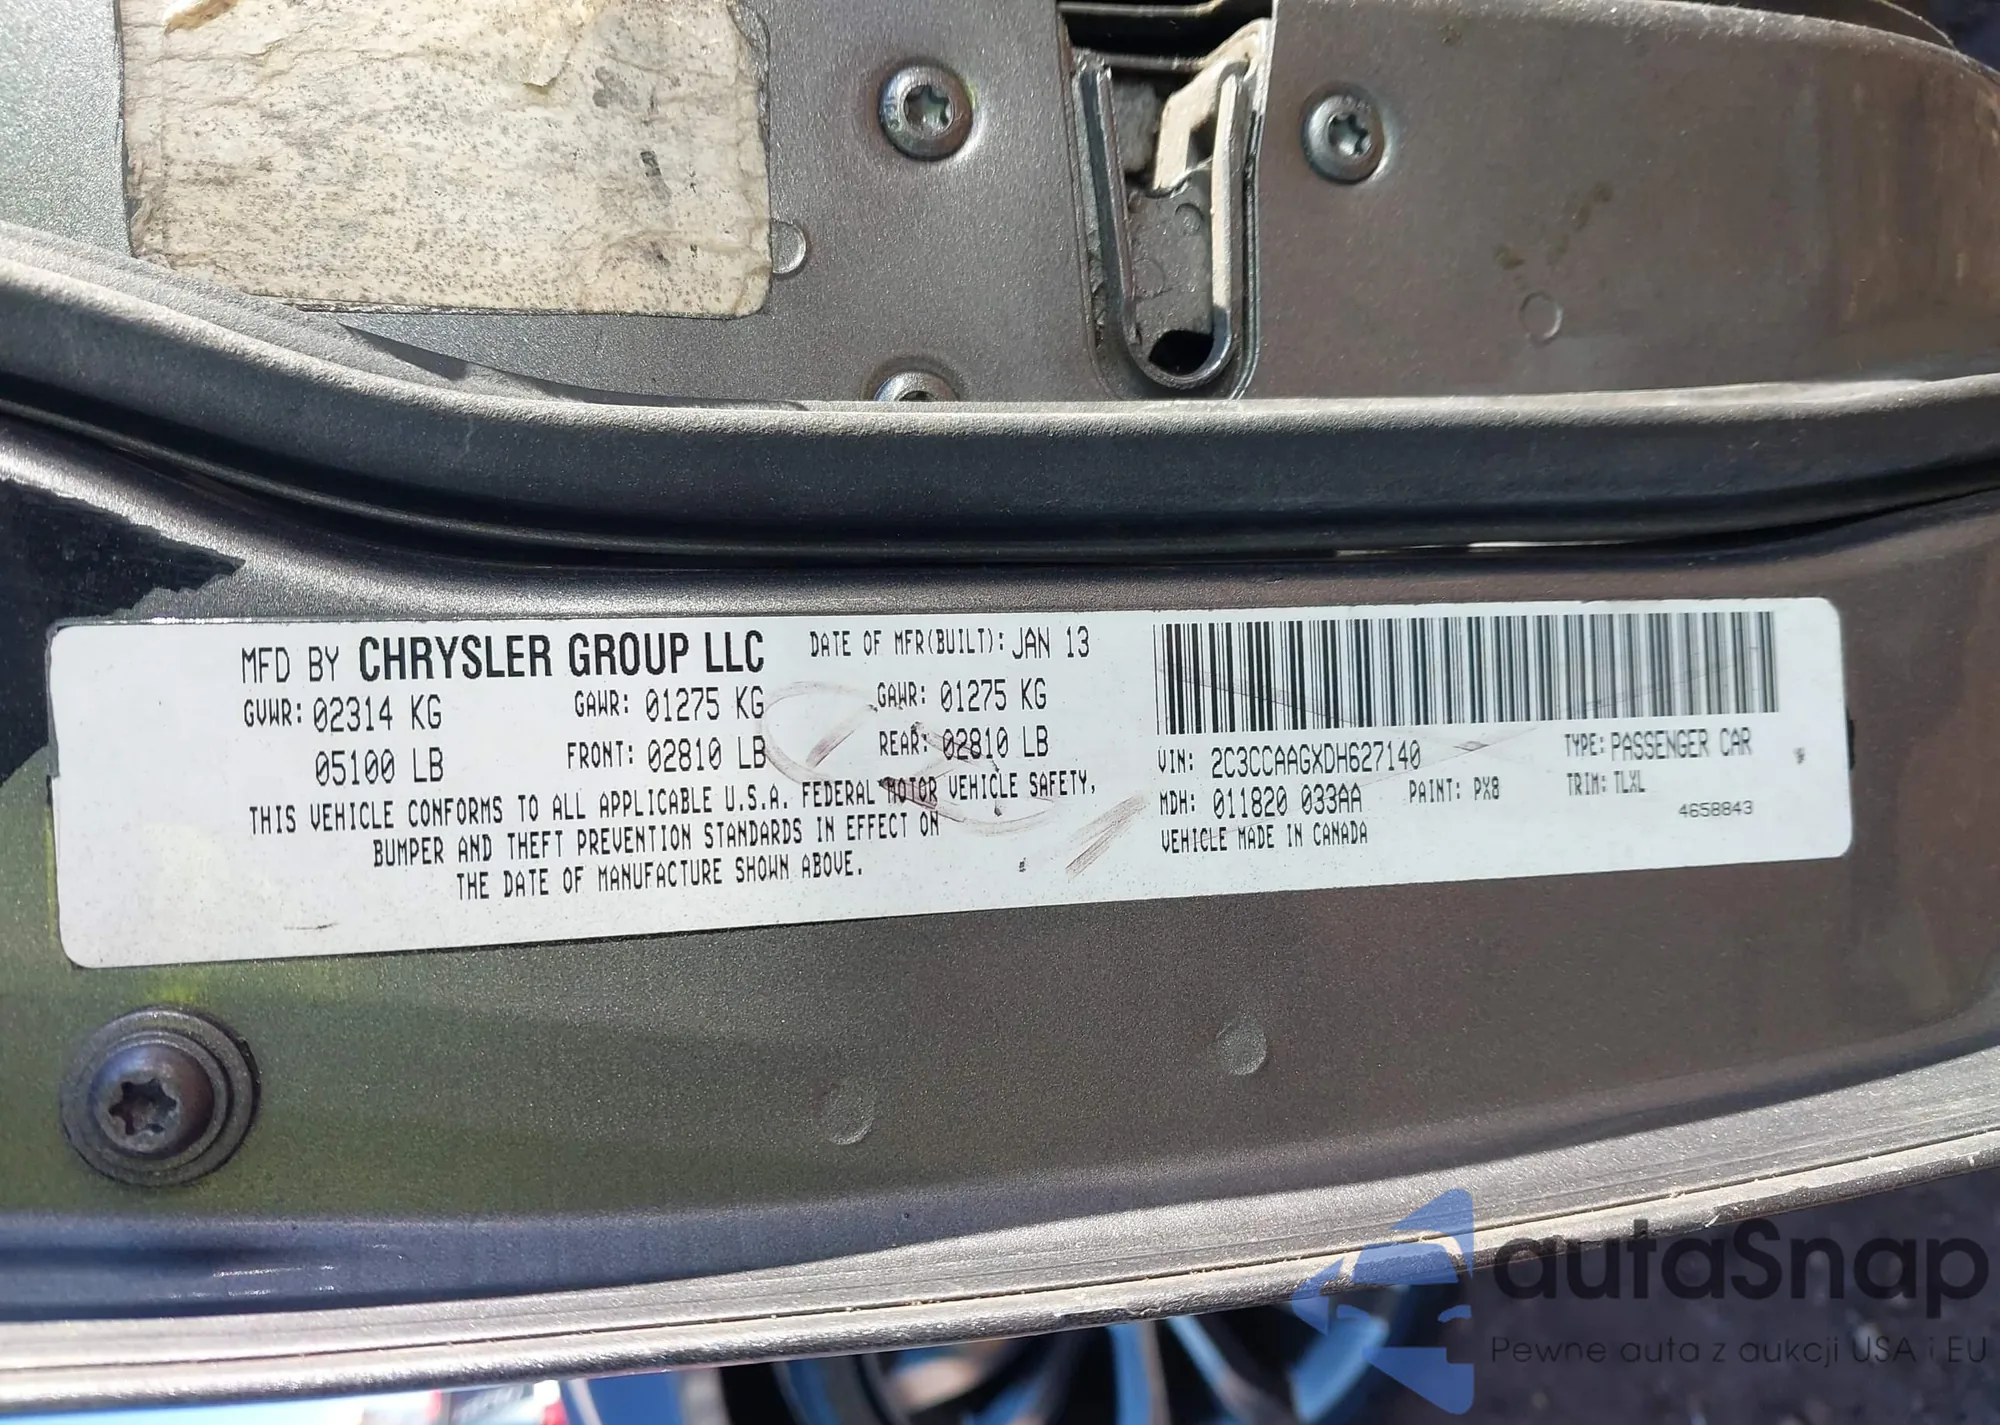 MFD BY CHRYSLER GROUP LLC DATE OF MFR(BUILT): JAN 13
GVWR: 02314 KG GAWR: 01275 KG GAWR: 01275 KG
05100 LB FRONT: 02810 LB REAR: 02810 LB
THIS VEHICLE CONFORMS TO ALL APPLICABLE U.S.A. FEDERAL MOTOR VEHICLE SAFETY,
BUMPER AND THEFT PREVENTION STANDARDS IN EFFECT ON
THE DATE OF MANUFACTURE SHOWN ABOVE.
VIN: 2C3CCAAGXDH627140 TYPE: PASSENGER CAR
MDH: 011820 033AA PAINT: PX8 TRIM: TLXL
VEHICLE MADE IN CANADA 4658843
autaSnap
Pewne auta z aukcji USA i EU